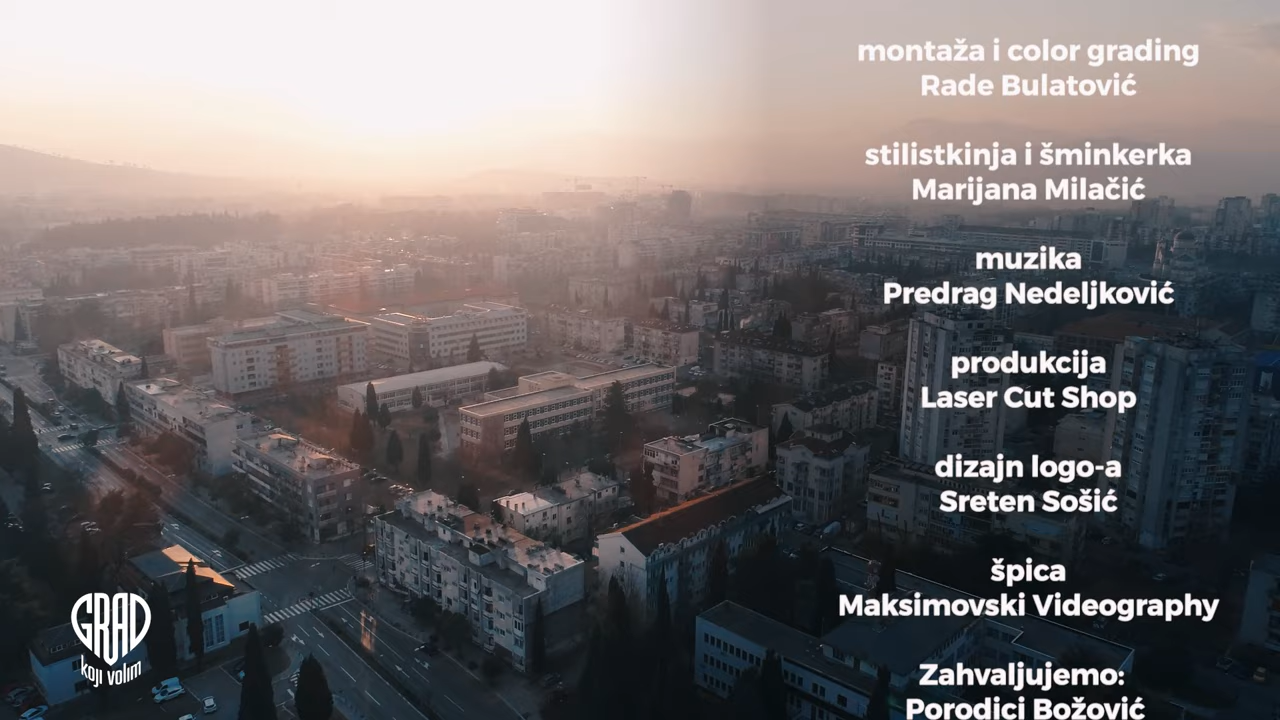 montaža i color grading
Rade Bulatović
stilistkinja i šminkerka
Marijana Milačić
muzika
Predrag Nedeljković
produkcija
Laser Cut Shop
dizajn logo-a
Sreten Sošić
špica
Maksimovski Videography
Zahvaljujemo:
Porodici Božović
GRAD
koji volim